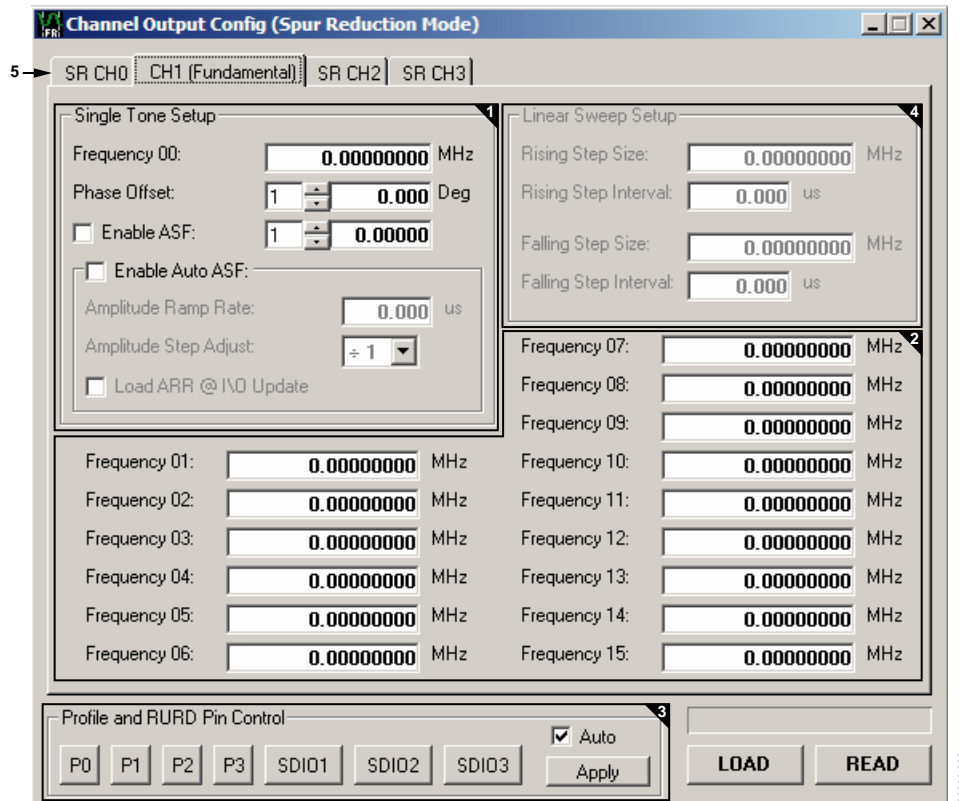 Channel Output Config (Spur Reduction Mode)
5
SR CH0 CH1 (Fundamental) SR CH2 SR CH3
Single Tone Setup
1
Frequency 00: 0.00000000 MHz
Phase Offset: 1 0.000 Deg
Enable ASF: 1 0.00000
Enable Auto ASF:
Amplitude Ramp Rate: 0.000 us
Amplitude Step Adjust: ÷ 1
Load ARR @ I\O Update
Linear Sweep Setup
4
Rising Step Size: 0.00000000 MHz
Rising Step Interval: 0.000 us
Falling Step Size: 0.00000000 MHz
Falling Step Interval: 0.000 us
Frequency 01: 0.00000000 MHz
Frequency 02: 0.00000000 MHz
Frequency 03: 0.00000000 MHz
Frequency 04: 0.00000000 MHz
Frequency 05: 0.00000000 MHz
Frequency 06: 0.00000000 MHz
2
Frequency 07: 0.00000000 MHz
Frequency 08: 0.00000000 MHz
Frequency 09: 0.00000000 MHz
Frequency 10: 0.00000000 MHz
Frequency 11: 0.00000000 MHz
Frequency 12: 0.00000000 MHz
Frequency 13: 0.00000000 MHz
Frequency 14: 0.00000000 MHz
Frequency 15: 0.00000000 MHz
Profile and RURD Pin Control
3
Auto
P0 P1 P2 P3 SDIO1 SDIO2 SDIO3 Apply
LOAD READ